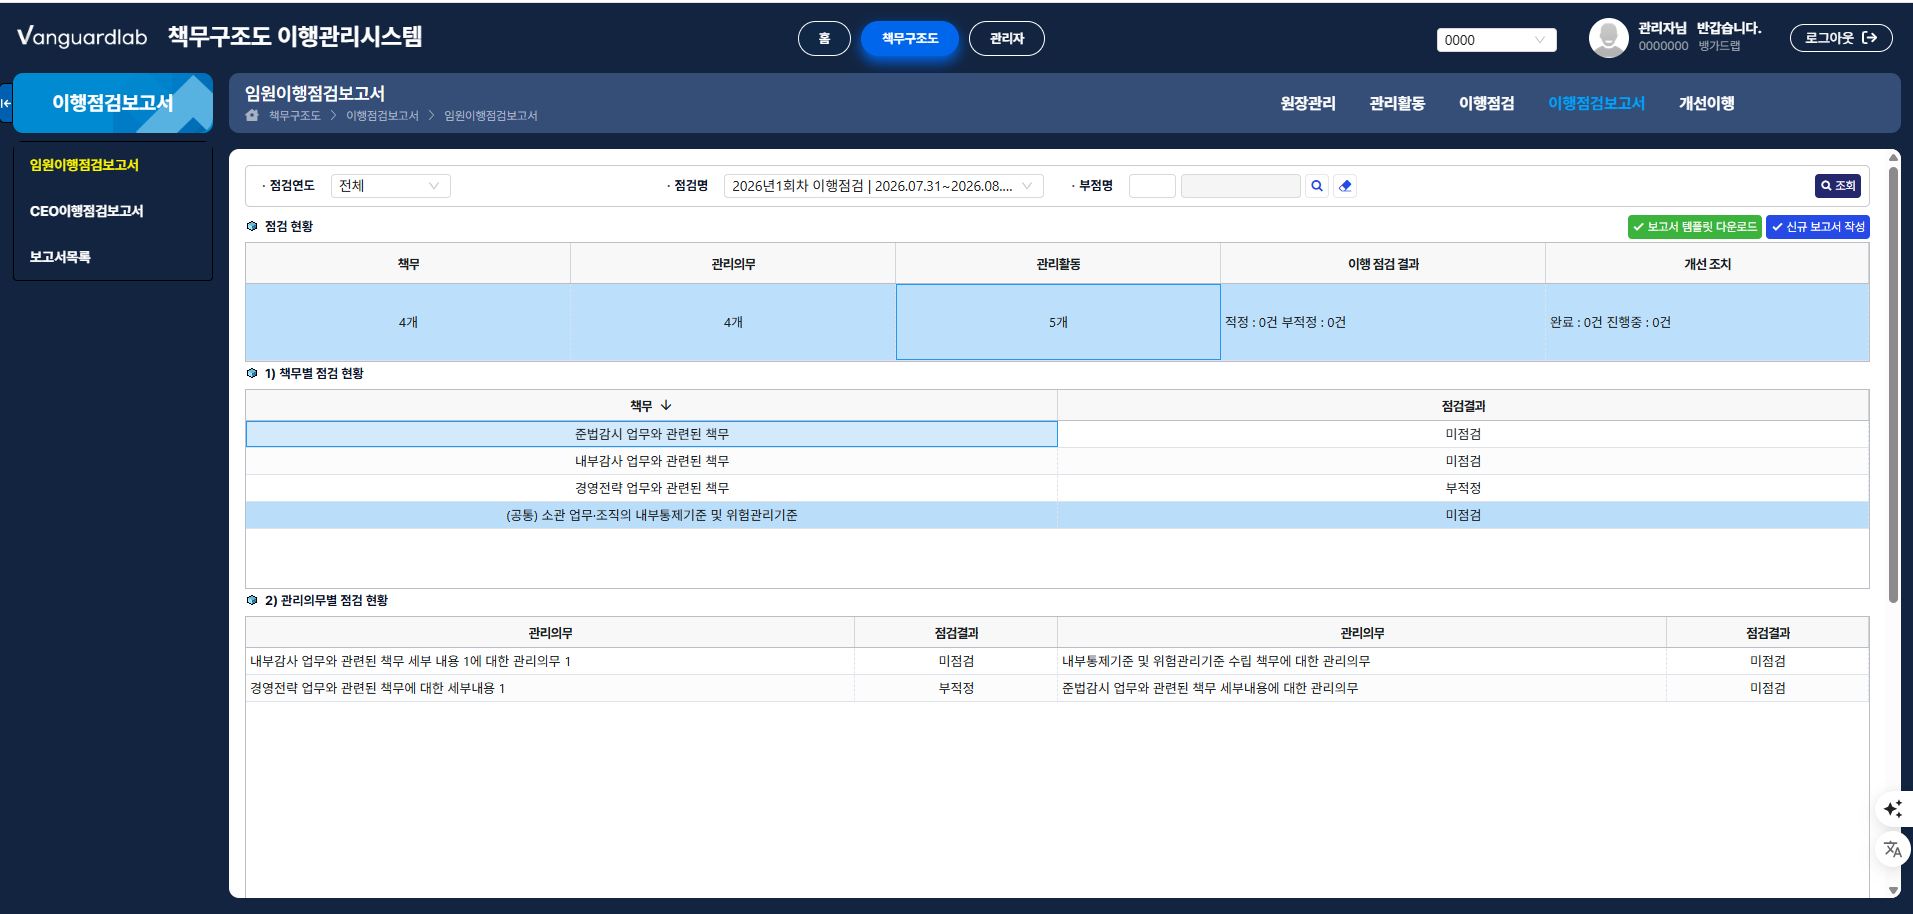 Vanguardlab 책무구조도 이행관리시스템
홈 책무구조도 관리자
0000
관리자님 반갑습니다.
0000000 뱅가드랩
로그아웃
이행점검보고서
임원이행점검보고서
CEO이행점검보고서
보고서목록
임원이행점검보고서
책무구조도 > 이행점검보고서 > 임원이행점검보고서
원장관리 관리활동 이행점검 이행점검보고서 개선이행
· 점검연도 전체 · 점검명 2026년1회차 이행점검 | 2026.07.31~2026.08.... · 부점명 조회
점검 현황
보고서 템플릿 다운로드 신규 보고서 작성
책무 관리의무 관리활동 이행 점검 결과 개선 조치
4개 4개 5개 적정 : 0건 부적정 : 0건 완료 : 0건 진행중 : 0건
1) 책무별 점검 현황
책무 ↓ 점검결과
준법감시 업무와 관련된 책무 미점검
내부감사 업무와 관련된 책무 미점검
경영전략 업무와 관련된 책무 부적정
(공통) 소관 업무·조직의 내부통제기준 및 위험관리기준 미점검
2) 관리의무별 점검 현황
관리의무 점검결과 관리의무 점검결과
내부감사 업무와 관련된 책무 세부 내용 1에 대한 관리의무 1 미점검 내부통제기준 및 위험관리기준 수립 책무에 대한 관리의무 미점검
경영전략 업무와 관련된 책무에 대한 세부내용 1 부적정 준법감시 업무와 관련된 책무 세부내용에 대한 관리의무 미점검